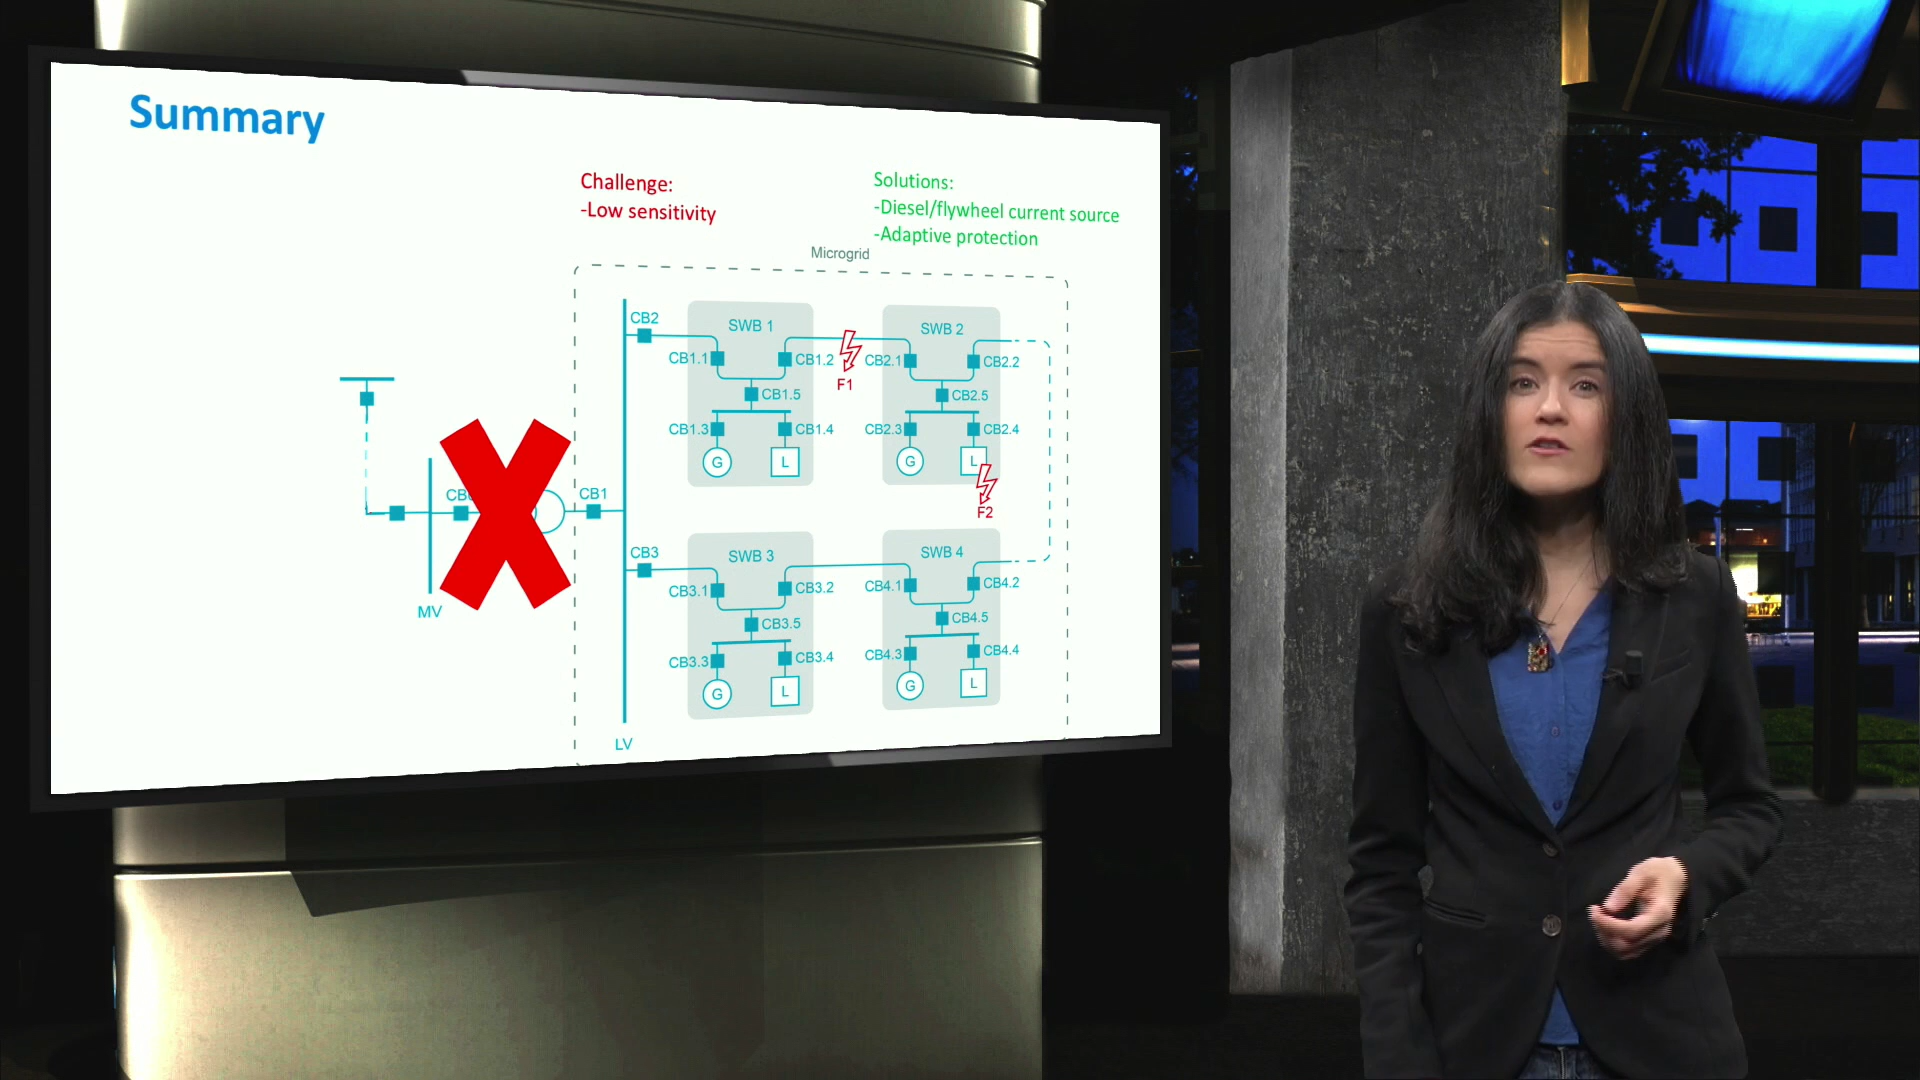 Summary
Challenge:
-Low sensitivity
Solutions:
-Diesel/flywheel current source
-Adaptive protection
Microgrid
CB2
SWB 1
SWB 2
CB1.1
CB1.2
F1
CB2.1
CB2.2
CB1.5
CB2.5
CB1.3
CB1.4
CB2.3
CB2.4
G
L
G
L
F2
CB1
MV
CB3
SWB 3
SWB 4
CB3.1
CB3.2
CB4.1
CB4.2
CB3.5
CB4.5
CB3.3
CB3.4
CB4.3
CB4.4
G
L
G
L
LV